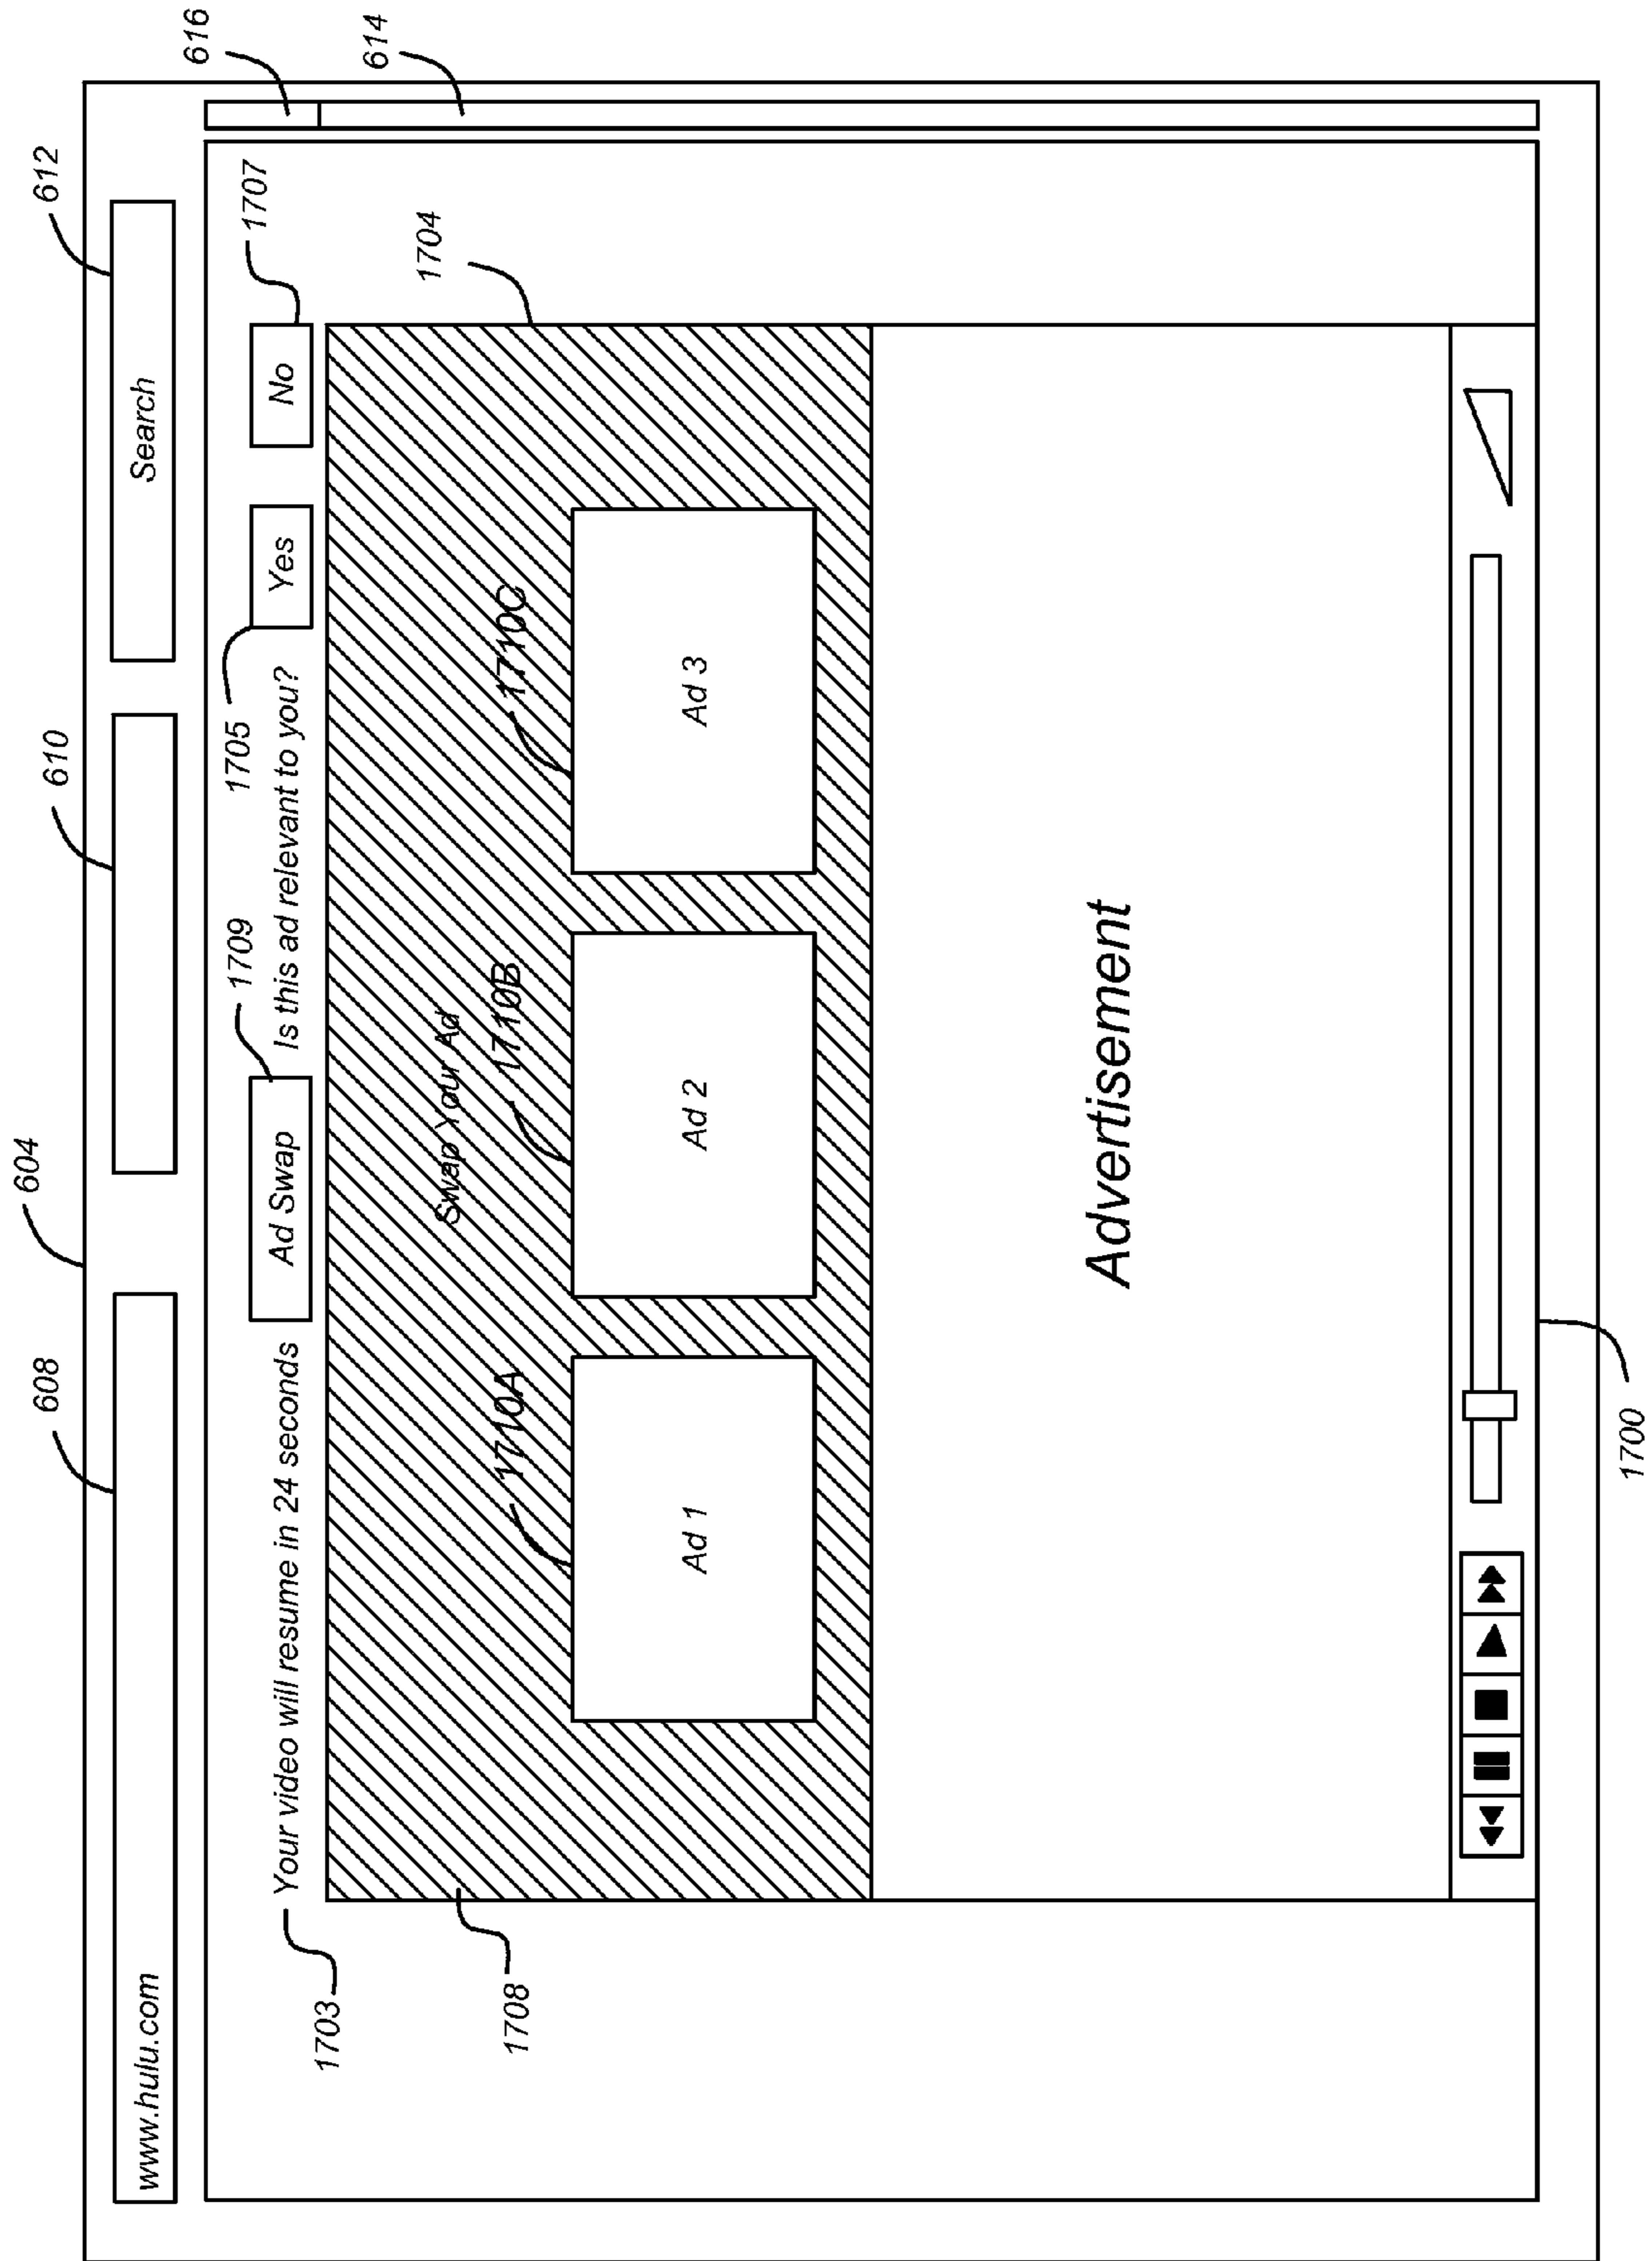 604
608
610
612
www.hulu.com
Search
616
614
1703
Your video will resume in 24 seconds
Ad Swap
1709
Is this ad relevant to you?
1705
Yes
No
1707
1704
1708
Swap Your Ad
1710A
1710B
1710C
Ad 1
Ad 2
Ad 3
Advertisement
1700